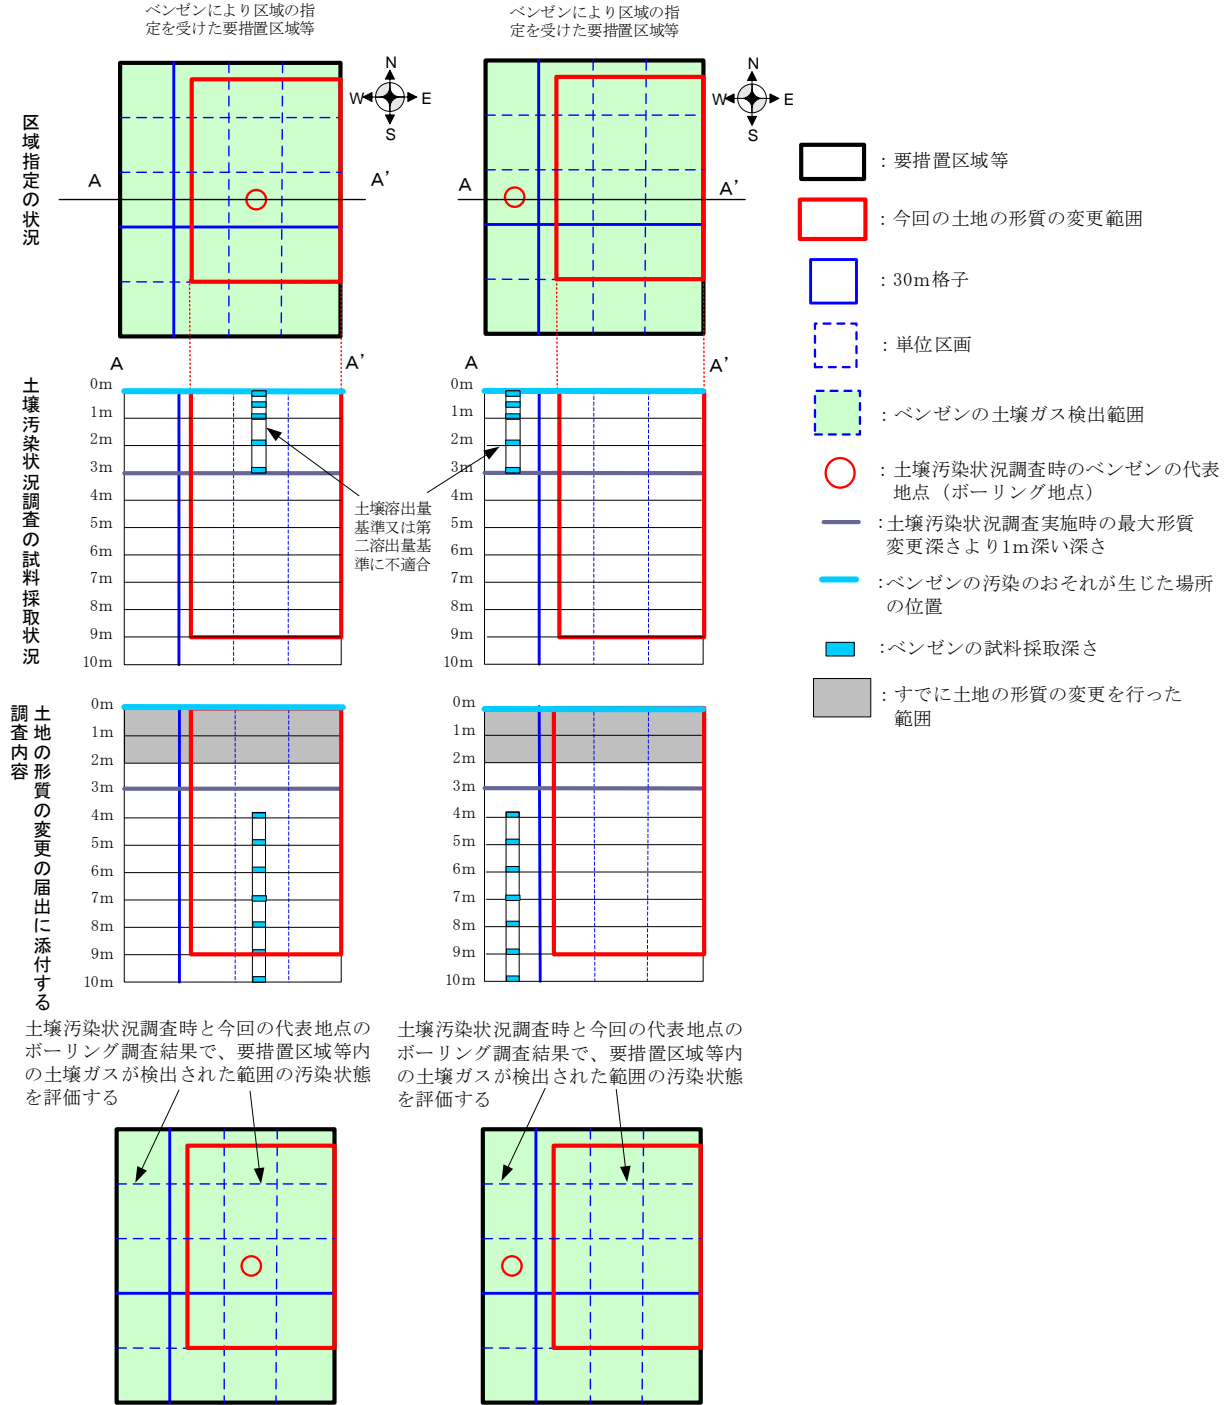 ベンゼンにより区域の指
定を受けた要措置区域等
ベンゼンにより区域の指
定を受けた要措置区域等
区域指定の状況
N
W
E
S
A
A'
N
W
E
S
A
A'
：要措置区域等
：今回の土地の形質の変更範囲
：30m格子
：単位区画
：ベンゼンの土壌ガス検出範囲
：土壌汚染状況調査時のベンゼンの代表
地点（ボーリング地点）
：土壌汚染状況調査実施時の最大形質
変更深さより1m深い深さ
：ベンゼンの汚染のおそれが生じた場所
の位置
：ベンゼンの試料採取深さ
：すでに土地の形質の変更を行った
範囲
土壌汚染状況調査の試料採取状況
A
A'
0m
1m
2m
3m
4m
5m
6m
7m
8m
9m
10m
土壌溶出量
基準又は第
二溶出量基
準に不適合
A
A'
0m
1m
2m
3m
4m
5m
6m
7m
8m
9m
10m
土地の形質の変更の届出に添付する
調査内容
0m
1m
2m
3m
4m
5m
6m
7m
8m
9m
10m
0m
1m
2m
3m
4m
5m
6m
7m
8m
9m
10m
土壌汚染状況調査時と今回の代表地点の
ボーリング調査結果で、要措置区域等内
の土壌ガスが検出された範囲の汚染状態
を評価する
土壌汚染状況調査時と今回の代表地点の
ボーリング調査結果で、要措置区域等内
の土壌ガスが検出された範囲の汚染状態
を評価する